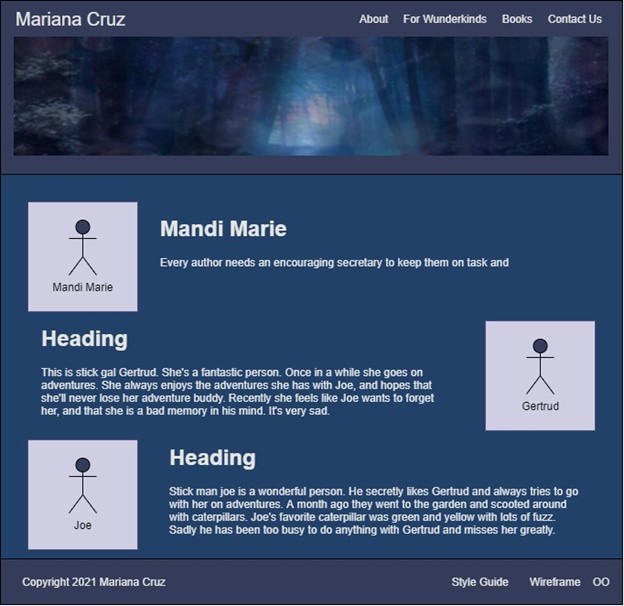 Mariana Cruz
About For Wunderkinds Books Contact Us
Mandi Marie
Mandi Marie
Every author needs an encouraging secretary to keep them on task and
Heading
This is stick gal Gertrud. She's a fantastic person. Once in a while she goes on
adventures. She always enjoys the adventures she has with Joe, and hopes that
she'll never lose her adventure buddy. Recently she feels like Joe wants to forget
her, and that she is a bad memory in his mind. It's very sad.
Gertrud
Joe
Heading
Stick man joe is a wonderful person. He secretly likes Gertrud and always tries to go
with her on adventures. A month ago they went to the garden and scooted around
with caterpillars. Joe's favorite caterpillar was green and yellow with lots of fuzz.
Sadly he has been too busy to do anything with Gertrud and misses her greatly.
Copyright 2021 Mariana Cruz
Style Guide Wireframe OO